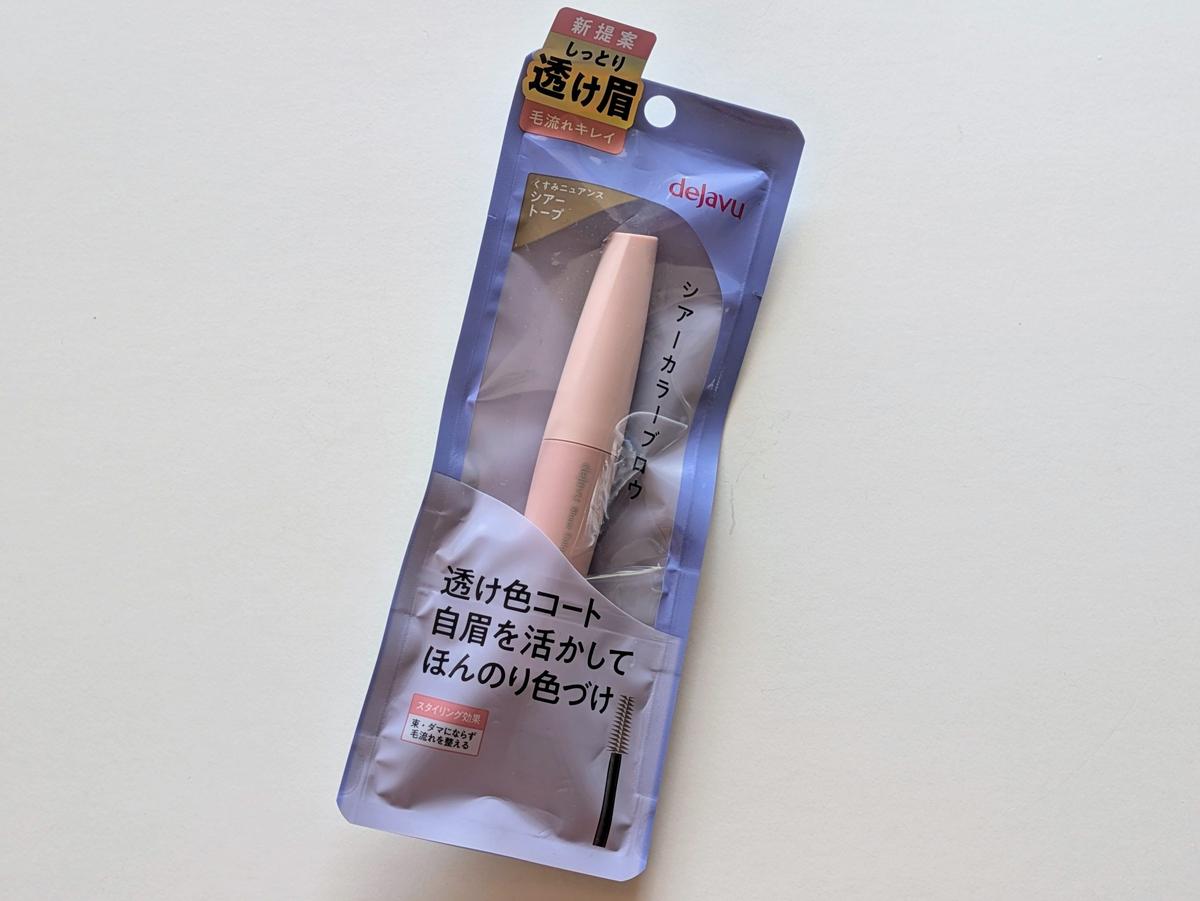 新提案
しっとり
透け眉
毛流れキレイ
dejavu
くすみニュアンス
シアー
トープ
シアーカラーブロウ
dejavu
透け色コート
自眉を活かして
ほんのり色づけ
スタイリング効果
束・ダマにならず
毛流れを整える